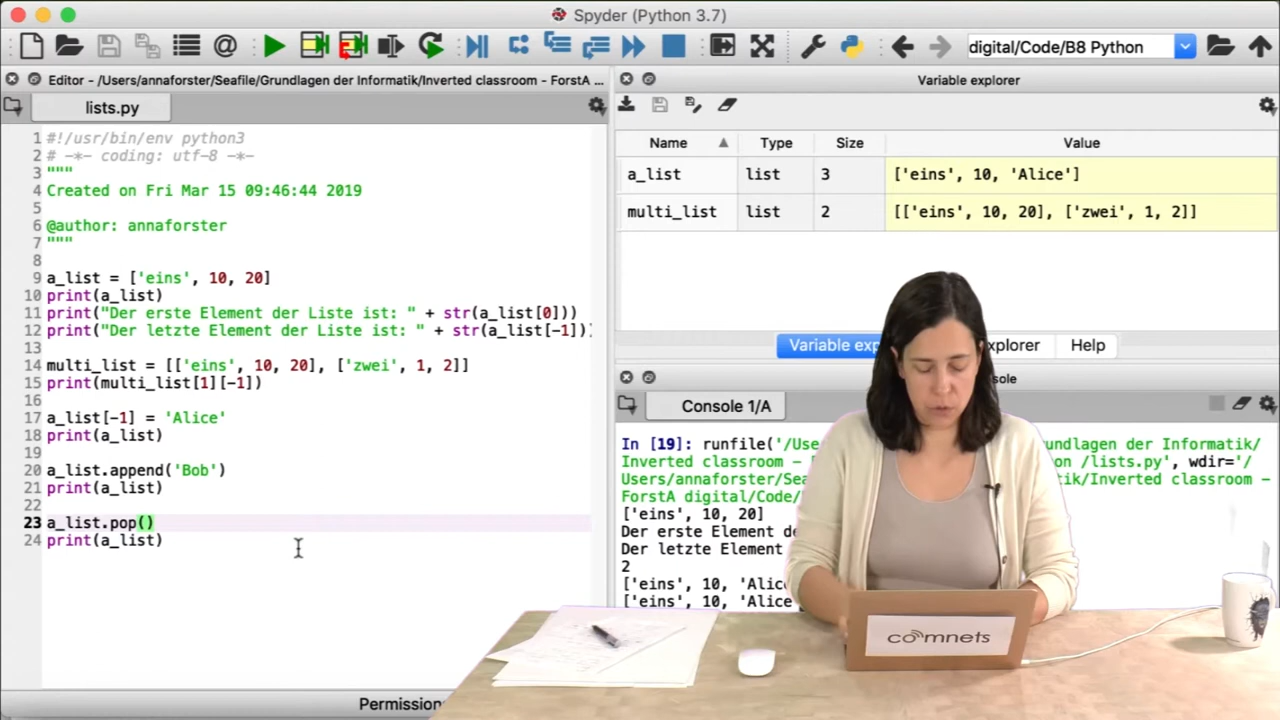 Spyder (Python 3.7)
digital/Code/B8 Python
Editor - /Users/annaforster/Seafile/Grundlagen der Informatik/Inverted classroom - ForstA ...
lists.py
1 #!/usr/bin/env python3
2 # -*- coding: utf-8 -*-
3 """
4 Created on Fri Mar 15 09:46:44 2019
5
6 @author: annaforster
7 """
8
9 a_list = ['eins', 10, 20]
10 print(a_list)
11 print("Der erste Element der Liste ist: " + str(a_list[0]))
12 print("Der letzte Element der Liste ist: " + str(a_list[-1]))
13
14 multi_list = [['eins', 10, 20], ['zwei', 1, 2]]
15 print(multi_list[1][-1])
16
17 a_list[-1] = 'Alice'
18 print(a_list)
19
20 a_list.append('Bob')
21 print(a_list)
22
23 a_list.pop()
24 print(a_list)
Permissio
Variable explorer
Name Type Size Value
a_list list 3 ['eins', 10, 'Alice']
multi_list list 2 [['eins', 10, 20], ['zwei', 1, 2]]
Variable exp xplorer Help
sole
Console 1/A
In [19]: runfile('/Use rundlagen der Informatik/
Inverted classroom - on /lists.py', wdir='/
Users/annaforster/Sea tik/Inverted classroom -
ForstA digital/Code/
['eins', 10, 20]
Der erste Element de
Der letzte Element
2
['eins', 10, 'Alic
['eins', 10, 'Alice
comnets